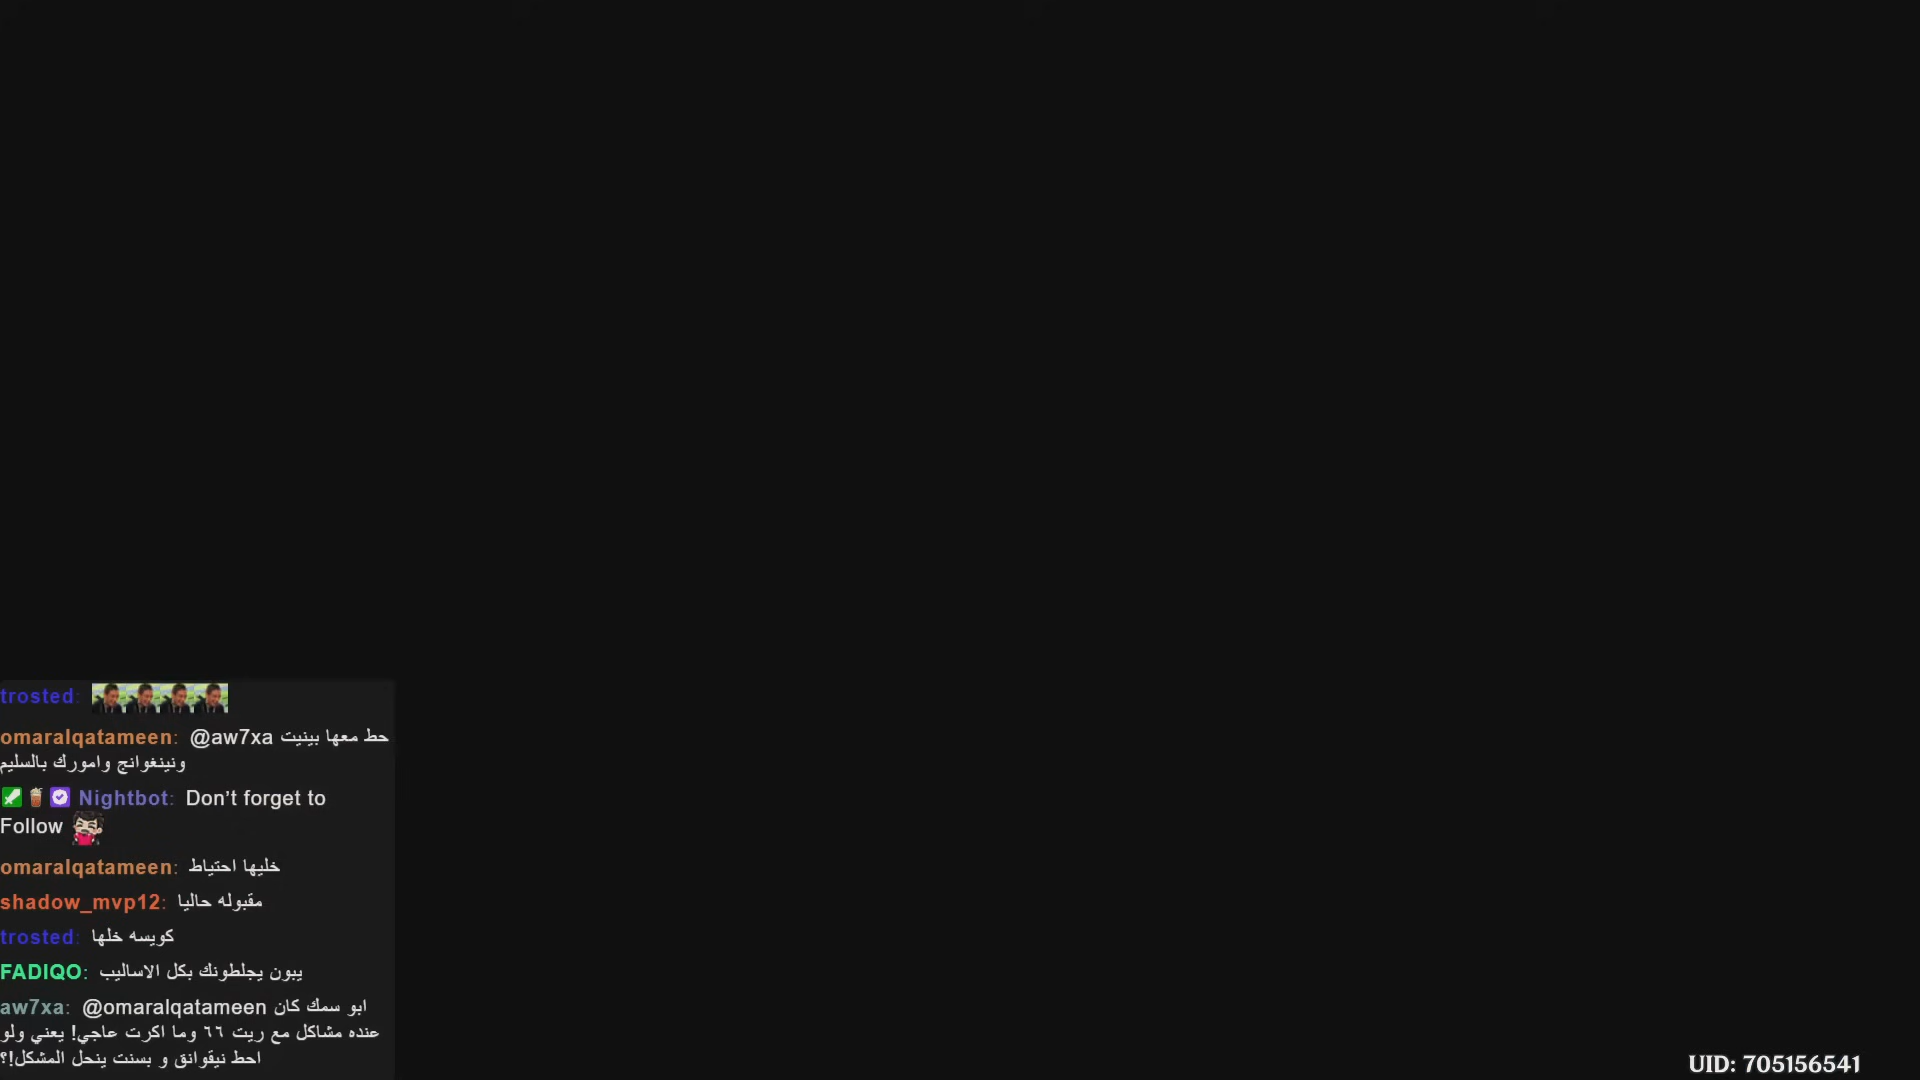 trosted:
omaralqatameen: @aw7xa حط معها بينيت
ونينغوانج وامورك بالسليم
Nightbot: Don’t forget to
Follow
omaralqatameen: خليها احتياط
shadow_mvp12: مقبوله حاليا
trosted: كويسه خلها
FADIQO: يبون يجلطونك بكل الاساليب
aw7xa: @omaralqatameen ابو سمك كان
عنده مشاكل مع ريت ٦٦ وما اكرت عاجي! يعني ولو
احط نيقوانق و بسنت ينحل المشكل!؟
UID: 705156541